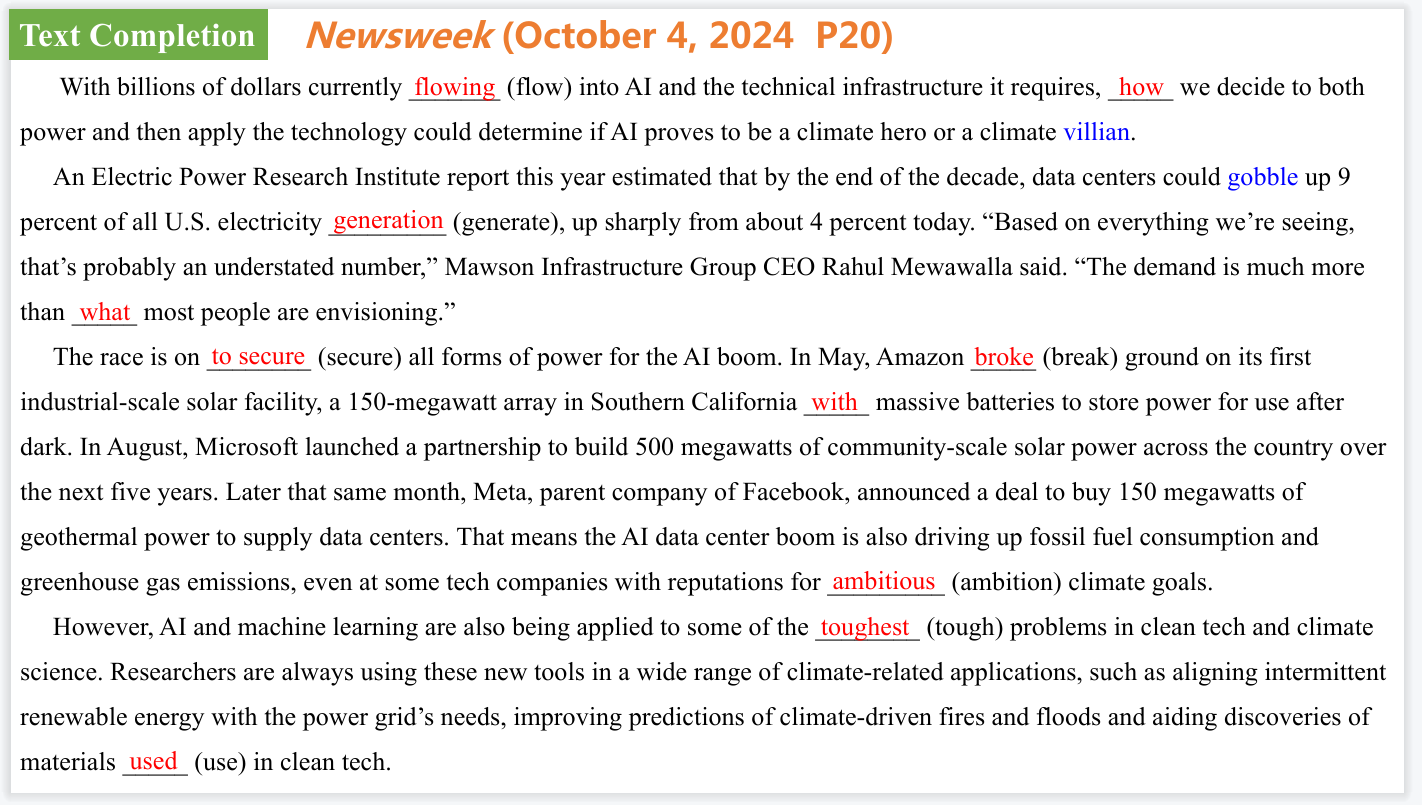 Text Completion Newsweek (October 4, 2024 P20)
With billions of dollars currently flowing (flow) into AI and the technical infrastructure it requires, how we decide to both
power and then apply the technology could determine if AI proves to be a climate hero or a climate villian.
An Electric Power Research Institute report this year estimated that by the end of the decade, data centers could gobble up 9
percent of all U.S. electricity generation (generate), up sharply from about 4 percent today. “Based on everything we’re seeing,
that’s probably an understated number,” Mawson Infrastructure Group CEO Rahul Mewawalla said. “The demand is much more
than what most people are envisioning.”
The race is on to secure (secure) all forms of power for the AI boom. In May, Amazon broke (break) ground on its first
industrial-scale solar facility, a 150-megawatt array in Southern California with massive batteries to store power for use after
dark. In August, Microsoft launched a partnership to build 500 megawatts of community-scale solar power across the country over
the next five years. Later that same month, Meta, parent company of Facebook, announced a deal to buy 150 megawatts of
geothermal power to supply data centers. That means the AI data center boom is also driving up fossil fuel consumption and
greenhouse gas emissions, even at some tech companies with reputations for ambitious (ambition) climate goals.
However, AI and machine learning are also being applied to some of the toughest (tough) problems in clean tech and climate
science. Researchers are always using these new tools in a wide range of climate-related applications, such as aligning intermittent
renewable energy with the power grid’s needs, improving predictions of climate-driven fires and floods and aiding discoveries of
materials used (use) in clean tech.